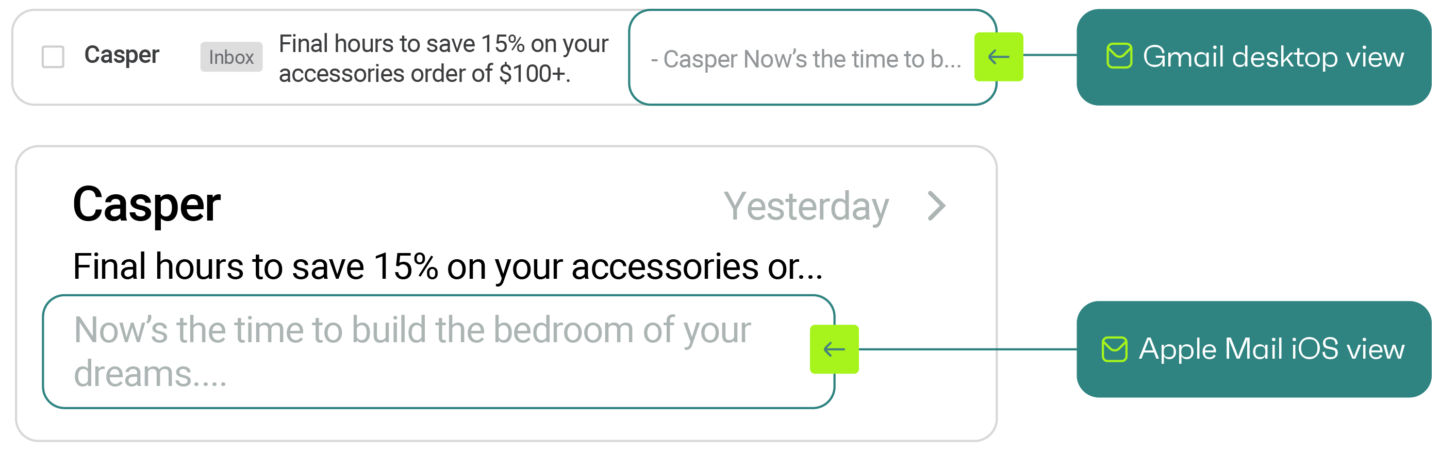 Casper
Inbox
Final hours to save 15% on your
accessories order of $100+.
- Casper Now’s the time to b...
Gmail desktop view
Casper
Yesterday
Final hours to save 15% on your accessories or...
Now’s the time to build the bedroom of your
dreams....
Apple Mail iOS view